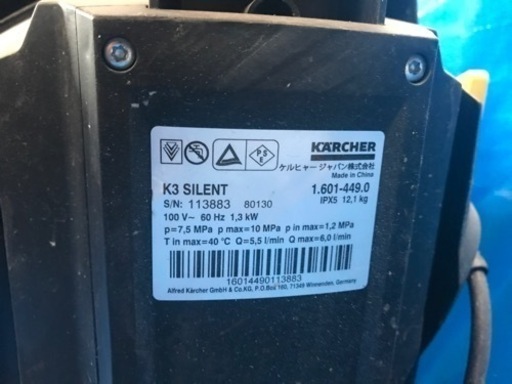 PSE
KÄRCHER
ケルヒャー ジャパン株式会社
Made in China
K3 SILENT 1.601-449.0
S/N: 113883 80130 IPX5 12,1 kg
100 V~ 60 Hz 1,3 kW
p=7,5 MPa p max=10 MPa p in max=1,2 MPa
T in max=40 °C Q=5,5 l/min Q max=6,0 l/min
16014490113883
Alfred Kärcher GmbH & Co.KG, P.O.Box 160, 71349 Winnenden, Germany